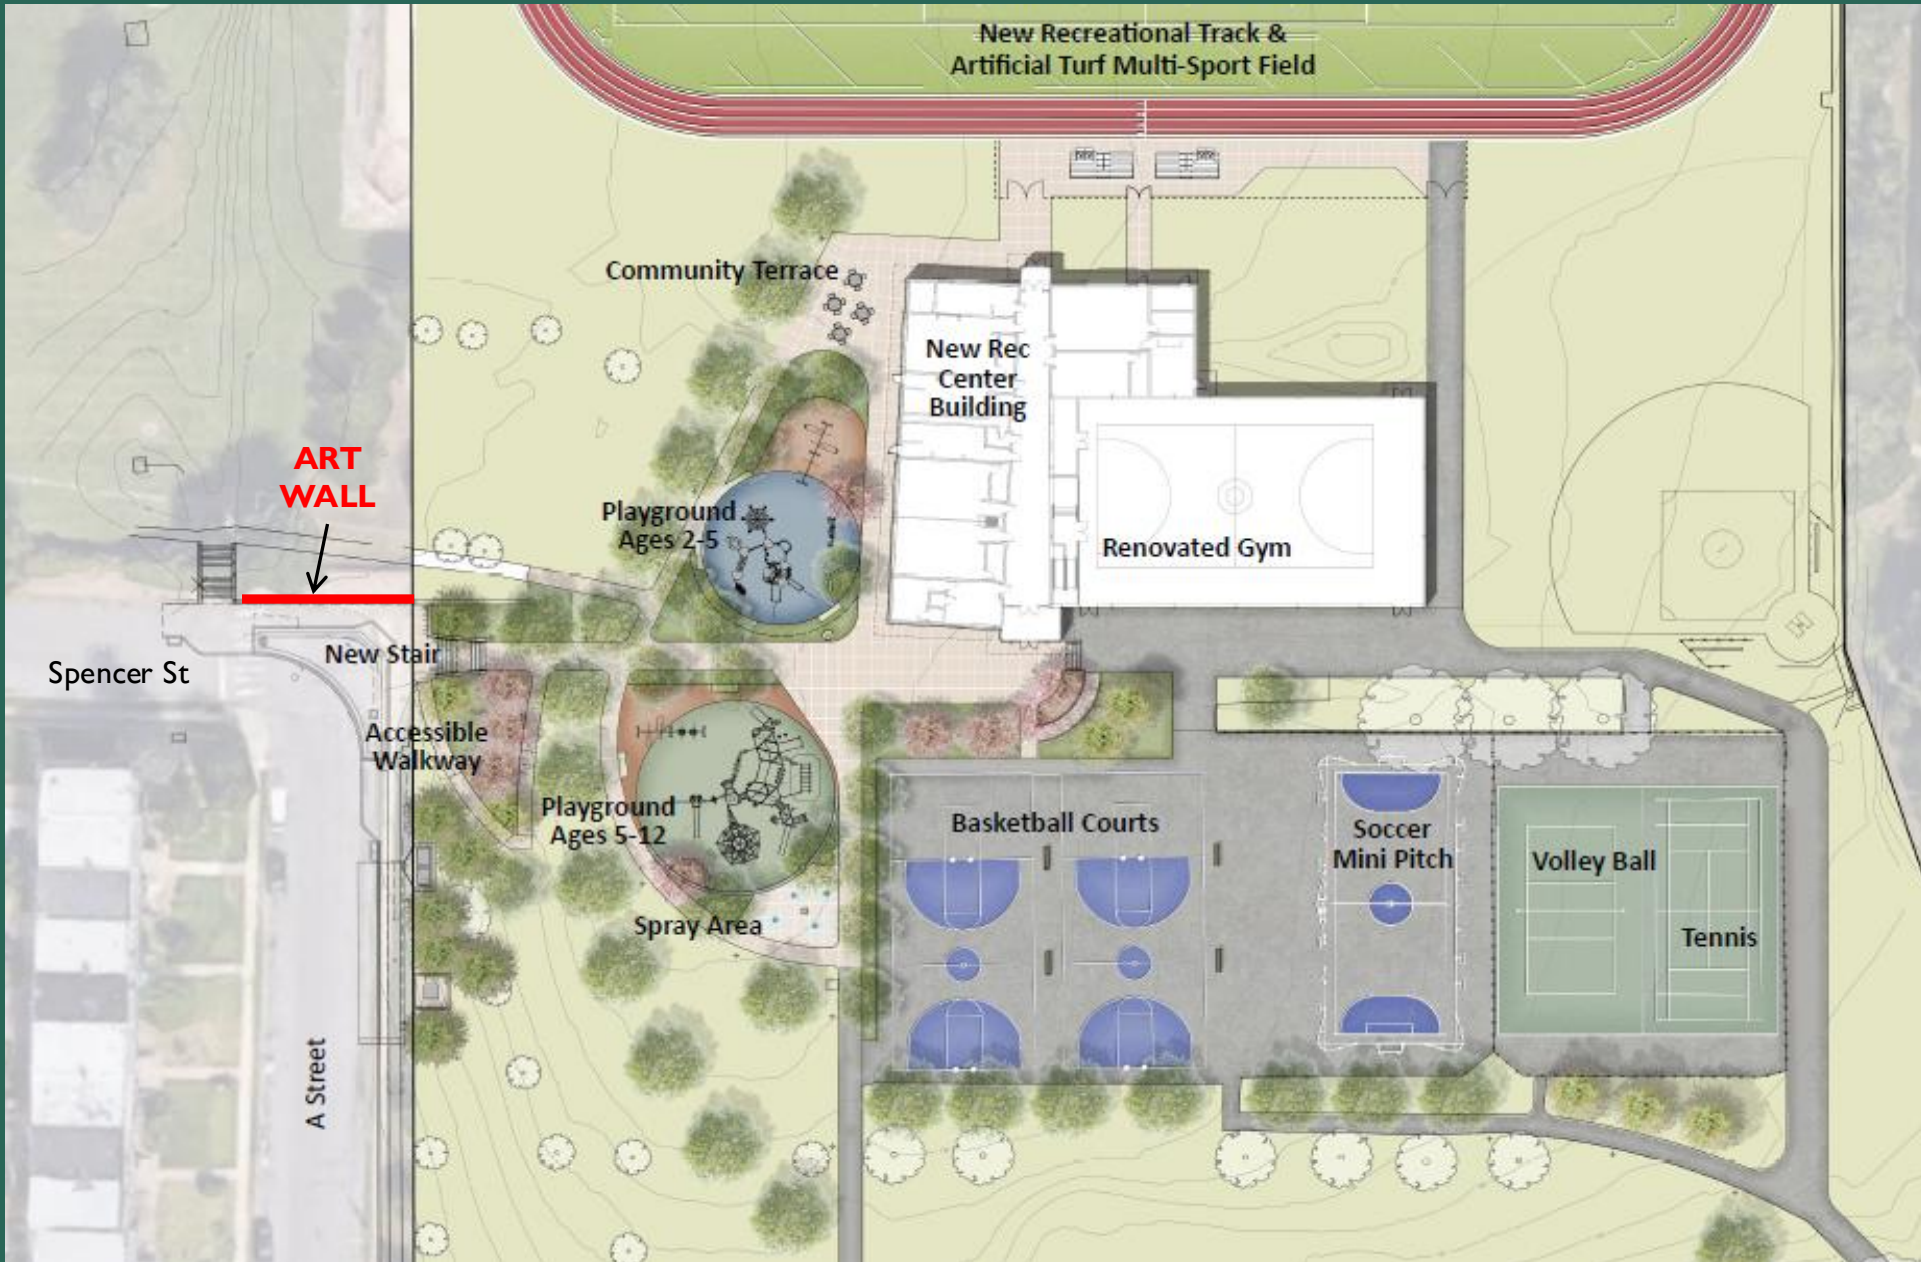 New Recreational Track &
Artificial Turf Multi-Sport Field
Community Terrace
New Rec
Center
Building
ART
WALL
Playground
Ages 2-5
Renovated Gym
New Stair
Spencer St
Accessible
Walkway
Playground
Ages 5-12
Basketball Courts
Soccer
Mini Pitch
Volley Ball
Spray Area
Tennis
A Street